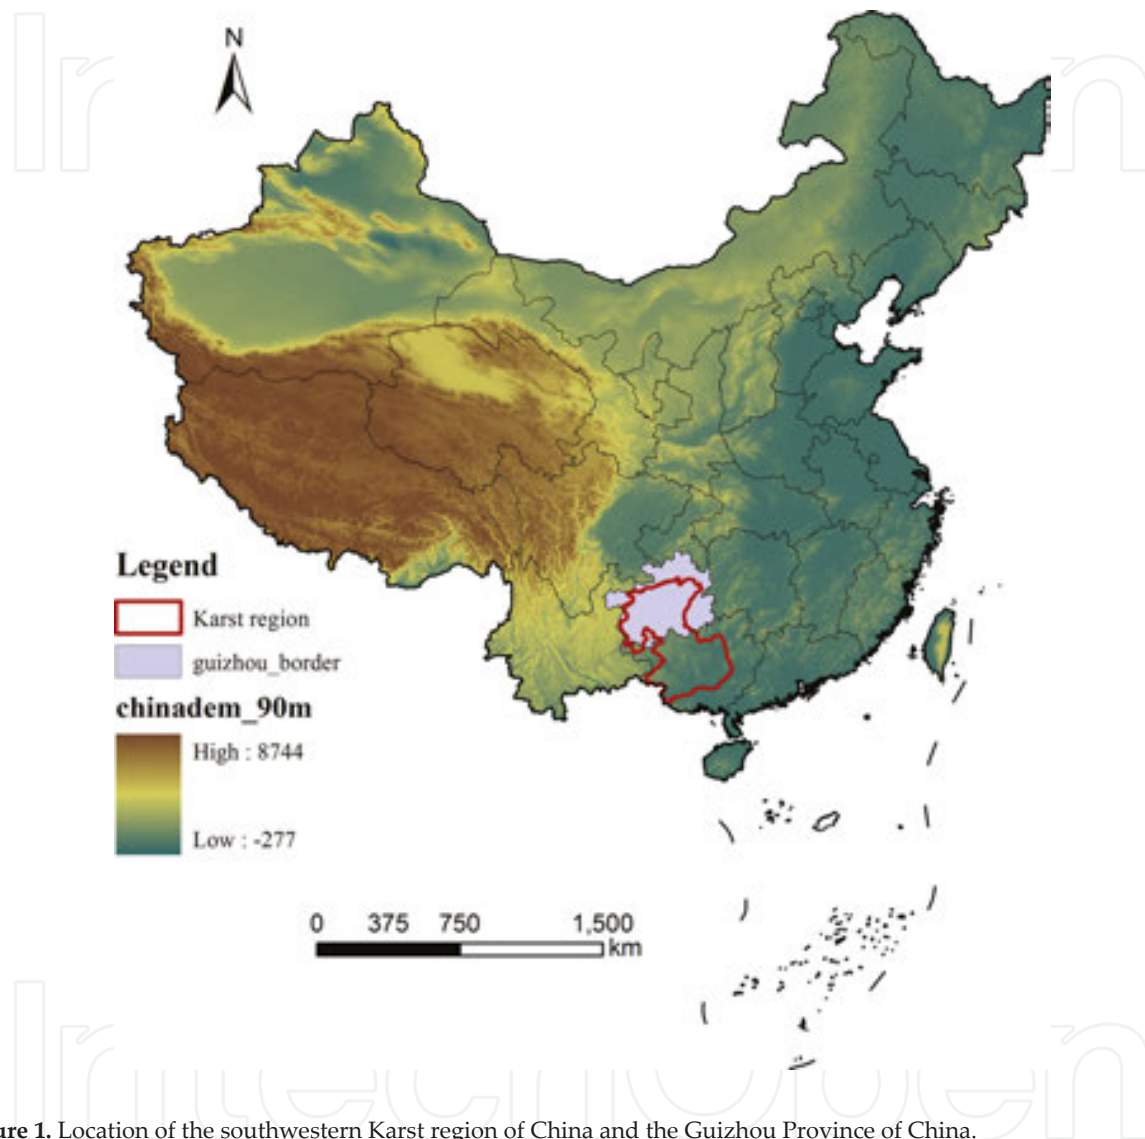 N
Legend
Karst region
guizhou_border
chinadem_90m
High : 8744
Low : -277
0 375 750 1,500
km
ure 1. Location of the southwestern Karst region of China and the Guizhou Province of China.